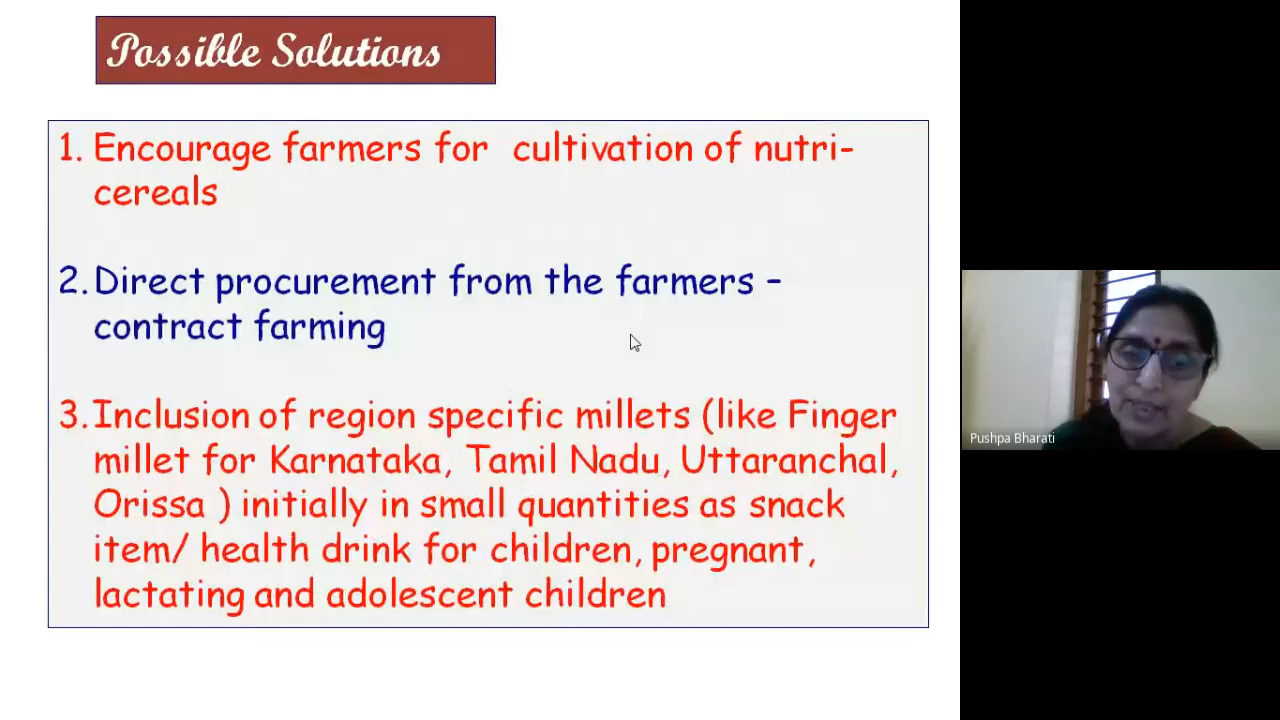 Possible Solutions
1. Encourage farmers for cultivation of nutri-
cereals
2. Direct procurement from the farmers –
contract farming
3. Inclusion of region specific millets (like Finger
millet for Karnataka, Tamil Nadu, Uttaranchal,
Orissa ) initially in small quantities as snack
item/ health drink for children, pregnant,
lactating and adolescent children
Pushpa Bharati